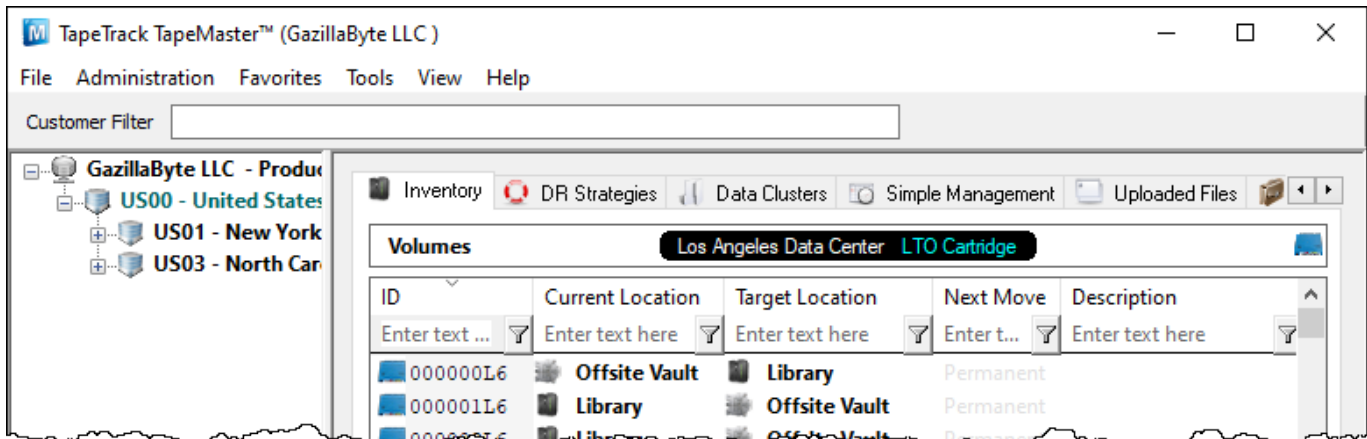 TapeTrack TapeMaster™ (GazillaByte LLC )
File Administration Favorites Tools View Help
Customer Filter
GazillaByte LLC - Produc
US00 - United States
US01 - New York
US03 - North Car
Inventory DR Strategies Data Clusters Simple Management Uploaded Files
Volumes Los Angeles Data Center LTO Cartridge
ID Current Location Target Location Next Move Description
Enter text ... Enter text here Enter text here Enter t... Enter text here
000000L6 Offsite Vault Library Permanent
000001L6 Library Offsite Vault Permanent